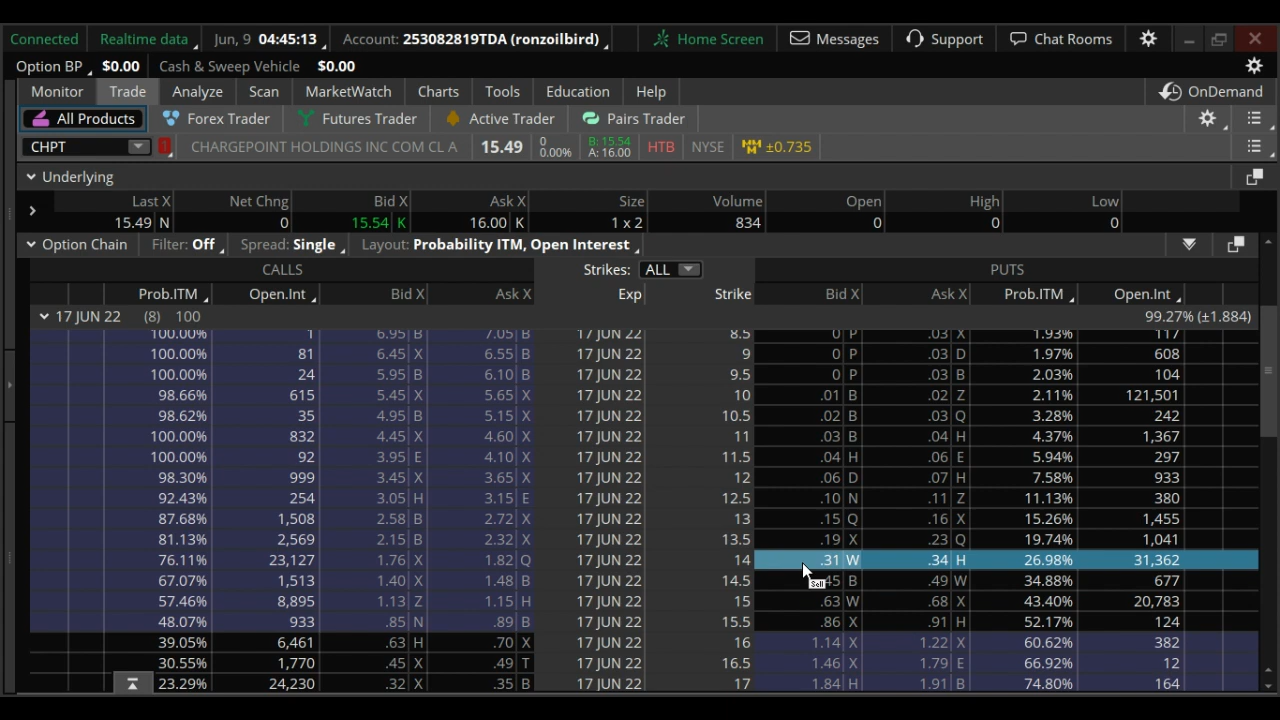 Connected Realtime data Jun, 9 04:45:13 Account: 253082819TDA (ronzoilbird) Home Screen Messages Support Chat Rooms
Option BP $0.00 Cash & Sweep Vehicle $0.00
Monitor Trade Analyze Scan MarketWatch Charts Tools Education Help OnDemand
All Products Forex Trader Futures Trader Active Trader Pairs Trader
CHPT CHARGEPOINT HOLDINGS INC COM CL A 15.49 0 0.00% B: 15.54 A: 16.00 HTB NYSE ±0.735
Underlying
Last X Net Chng Bid X Ask X Size Volume Open High Low
15.49 N 0 15.54 K 16.00 K 1 x 2 834 0 0 0
Option Chain Filter: Off Spread: Single Layout: Probability ITM, Open Interest
CALLS Strikes: ALL PUTS
Prob.ITM Open.Int Bid X Ask X Exp Strike Bid X Ask X Prob.ITM Open.Int
17 JUN 22 (8) 100 99.27% (±1.884)
100.00% 1 6.95 B 7.05 B 17 JUN 22 8.5 0 P .03 X 1.93% 117
100.00% 81 6.45 X 6.55 B 17 JUN 22 9 0 P .03 D 1.97% 608
100.00% 24 5.95 B 6.10 B 17 JUN 22 9.5 0 P .03 B 2.03% 104
98.66% 615 5.45 X 5.65 X 17 JUN 22 10 .01 B .02 Z 2.11% 121,501
98.62% 35 4.95 B 5.15 X 17 JUN 22 10.5 .02 B .03 Q 3.28% 242
100.00% 832 4.45 X 4.60 X 17 JUN 22 11 .03 B .04 H 4.37% 1,367
100.00% 92 3.95 E 4.10 X 17 JUN 22 11.5 .04 H .06 E 5.94% 297
98.30% 999 3.45 X 3.65 X 17 JUN 22 12 .06 D .07 H 7.58% 933
92.43% 254 3.05 H 3.15 E 17 JUN 22 12.5 .10 N .11 Z 11.13% 380
87.68% 1,508 2.58 B 2.72 X 17 JUN 22 13 .15 Q .16 X 15.26% 1,455
81.13% 2,569 2.15 B 2.32 X 17 JUN 22 13.5 .19 X .23 Q 19.74% 1,041
76.11% 23,127 1.76 X 1.82 Q 17 JUN 22 14 .31 W .34 H 26.98% 31,362
67.07% 1,513 1.40 X 1.48 B 17 JUN 22 14.5 .45 B .49 W 34.88% 677
Sell
57.46% 8,895 1.13 Z 1.15 H 17 JUN 22 15 .63 W .68 X 43.40% 20,783
48.07% 933 .85 N .89 B 17 JUN 22 15.5 .86 X .91 H 52.17% 124
39.05% 6,461 .63 H .70 X 17 JUN 22 16 1.14 X 1.22 X 60.62% 382
30.55% 1,770 .45 X .49 T 17 JUN 22 16.5 1.46 X 1.79 E 66.92% 12
23.29% 24,230 .32 X .35 B 17 JUN 22 17 1.84 H 1.91 B 74.80% 164